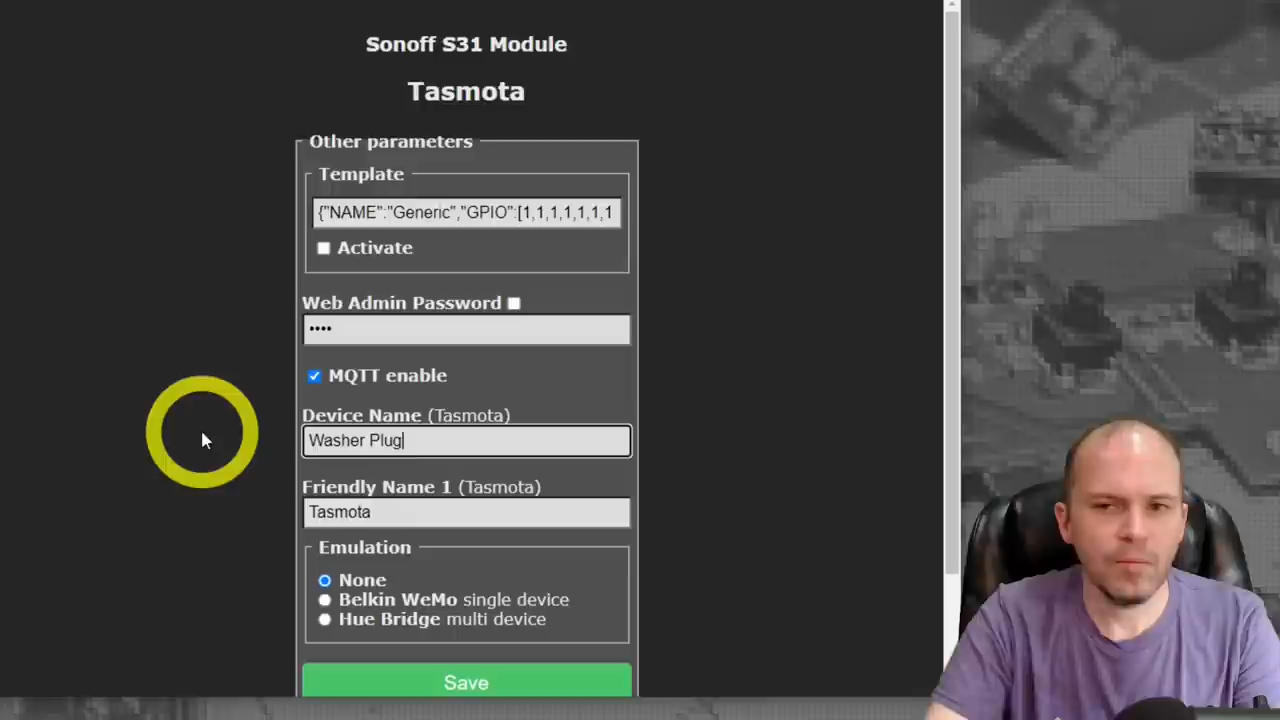 Sonoff S31 Module
Tasmota
Other parameters
Template
{"NAME":"Generic","GPIO":[1,1,1,1,1,1,1
Activate
Web Admin Password
••••
MQTT enable
Device Name (Tasmota)
Washer Plug
Friendly Name 1 (Tasmota)
Tasmota
Emulation
None
Belkin WeMo single device
Hue Bridge multi device
Save